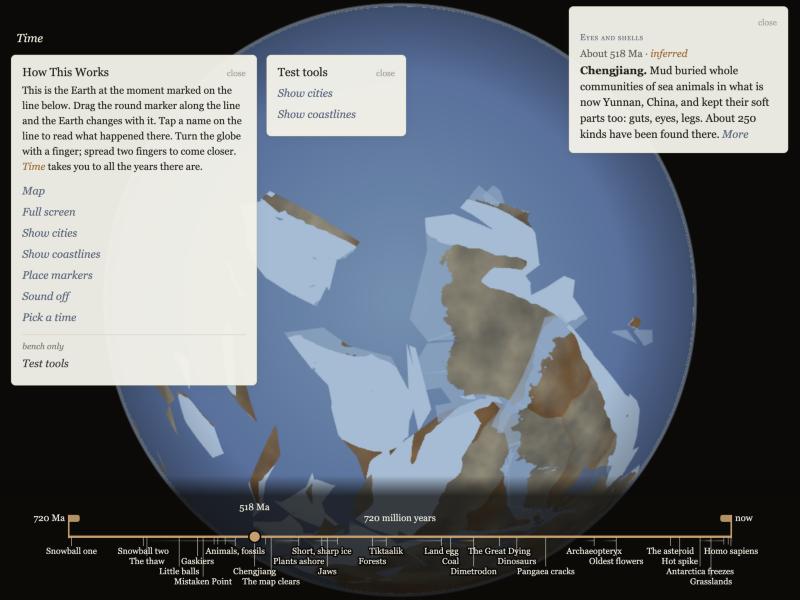 Time
How This Works
close
This is the Earth at the moment marked on the
line below. Drag the round marker along the line
and the Earth changes with it. Tap a name on the
line to read what happened there. Turn the globe
with a finger; spread two fingers to come closer.
Time takes you to all the years there are.
Map
Full screen
Show cities
Show coastlines
Place markers
Sound off
Pick a time
bench only
Test tools
Test tools
close
Show cities
Show coastlines
close
Eyes and shells
About 518 Ma · inferred
Chengjiang. Mud buried whole
communities of sea animals in what is
now Yunnan, China, and kept their soft
parts too: guts, eyes, legs. About 250
kinds have been found there. More
518 Ma
720 Ma
720 million years
now
Snowball one
Snowball two
Animals, fossils
Short, sharp ice
Tiktaalik
Land egg
The Great Dying
Archaeopteryx
The asteroid
Homo sapiens
The thaw
Gaskiers
Plants ashore
Forests
Coal
Dinosaurs
Oldest flowers
Hot spike
Little balls
Chengjiang
Jaws
Dimetrodon
Pangaea cracks
Antarctica freezes
Mistaken Point
The map clears
Grasslands